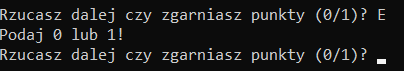 Rzucasz dalej czy zgarniasz punkty (0/1)? E
Podaj 0 lub 1!
Rzucasz dalej czy zgarniasz punkty (0/1)? _